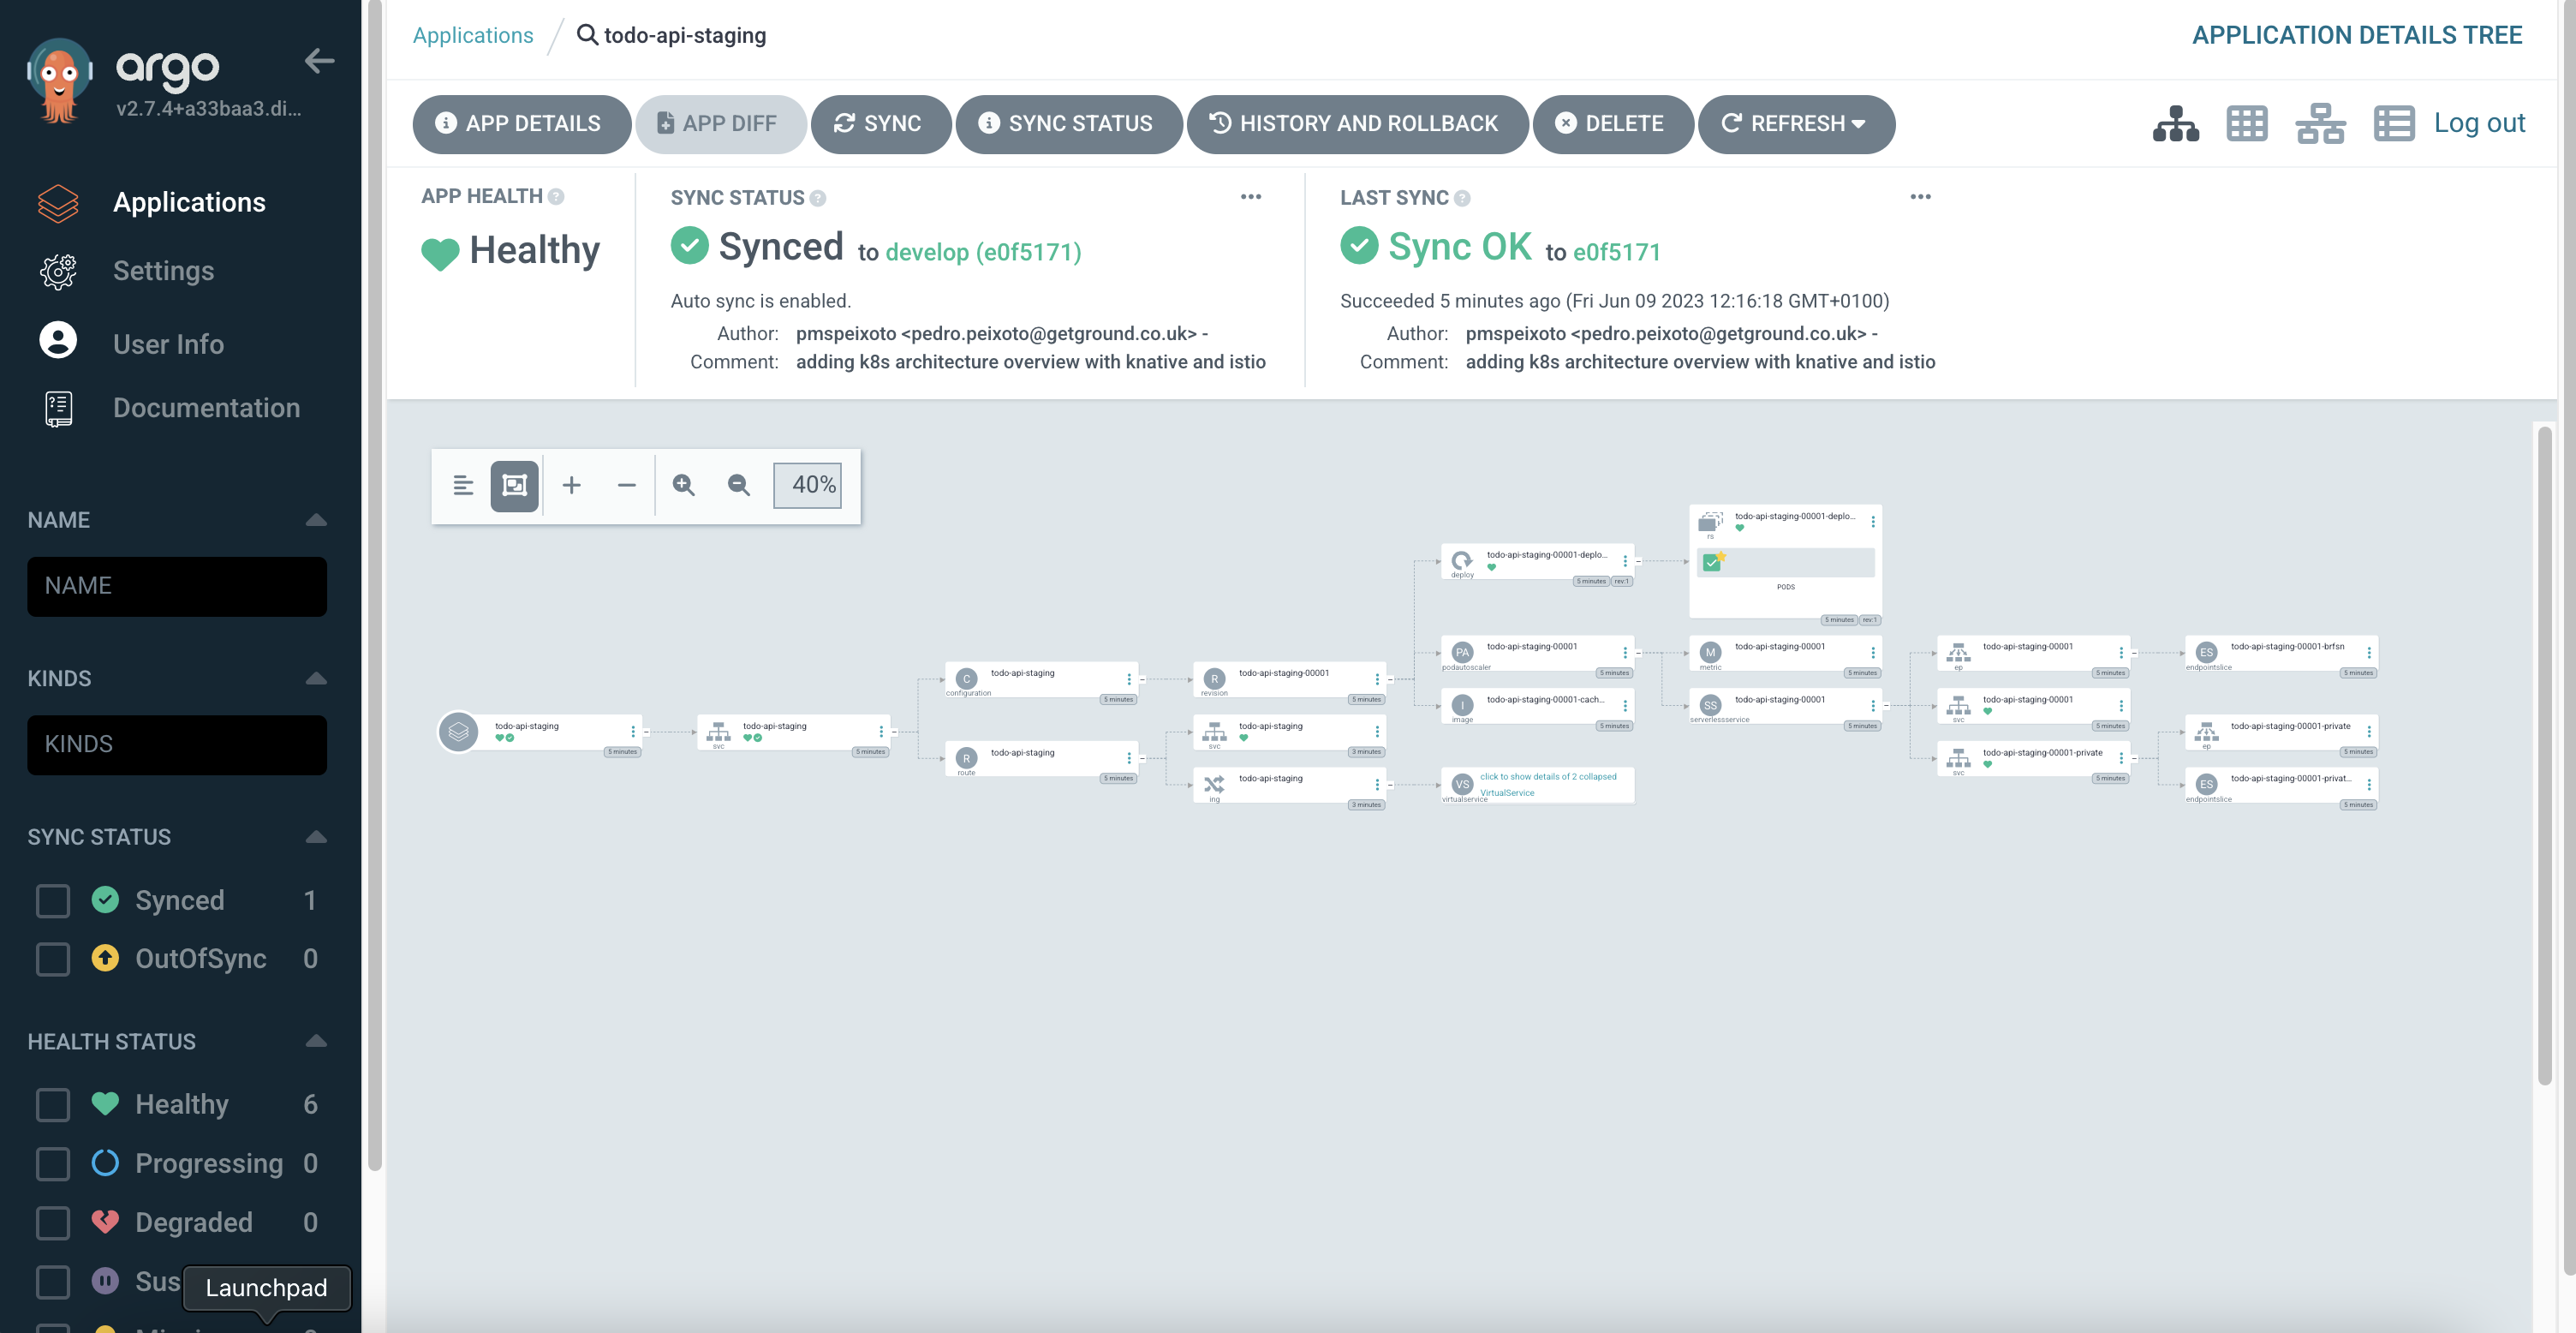 argo
v2.7.4+a33baa3.di...
Applications
Settings
User Info
Documentation
NAME
NAME
KINDS
KINDS
SYNC STATUS
Synced 1
OutOfSync 0
HEALTH STATUS
Healthy 6
Progressing 0
Degraded 0
Sus
Launchpad
Applications / todo-api-staging
APPLICATION DETAILS TREE
APP DETAILS
APP DIFF
SYNC
SYNC STATUS
HISTORY AND ROLLBACK
DELETE
REFRESH
Log out
APP HEALTH
Healthy
SYNC STATUS
Synced to develop (e0f5171)
Auto sync is enabled.
Author: pmspeixoto <pedro.peixoto@getground.co.uk> -
Comment: adding k8s architecture overview with knative and istio
LAST SYNC
Sync OK to e0f5171
Succeeded 5 minutes ago (Fri Jun 09 2023 12:16:18 GMT+0100)
Author: pmspeixoto <pedro.peixoto@getground.co.uk> -
Comment: adding k8s architecture overview with knative and istio
40%
todo-api-staging
5 minutes
svc
todo-api-staging
5 minutes
C
configuration
todo-api-staging
5 minutes
R
route
todo-api-staging
5 minutes
R
revision
todo-api-staging-00001
5 minutes
svc
todo-api-staging
3 minutes
ing
todo-api-staging
3 minutes
deploy
todo-api-staging-00001-deplo...
5 minutes rev:1
PA
podautoscaler
todo-api-staging-00001
5 minutes
I
image
todo-api-staging-00001-cach...
5 minutes
VS
virtualservice
click to show details of 2 collapsed
VirtualService
rs
todo-api-staging-00001-deplo...
PODS
5 minutes rev:1
M
metric
todo-api-staging-00001
5 minutes
SS
serverlessservice
todo-api-staging-00001
5 minutes
ep
todo-api-staging-00001
5 minutes
svc
todo-api-staging-00001
5 minutes
svc
todo-api-staging-00001-private
5 minutes
ES
endpointslice
todo-api-staging-00001-brfsn
5 minutes
ep
todo-api-staging-00001-private
5 minutes
ES
endpointslice
todo-api-staging-00001-privat...
5 minutes